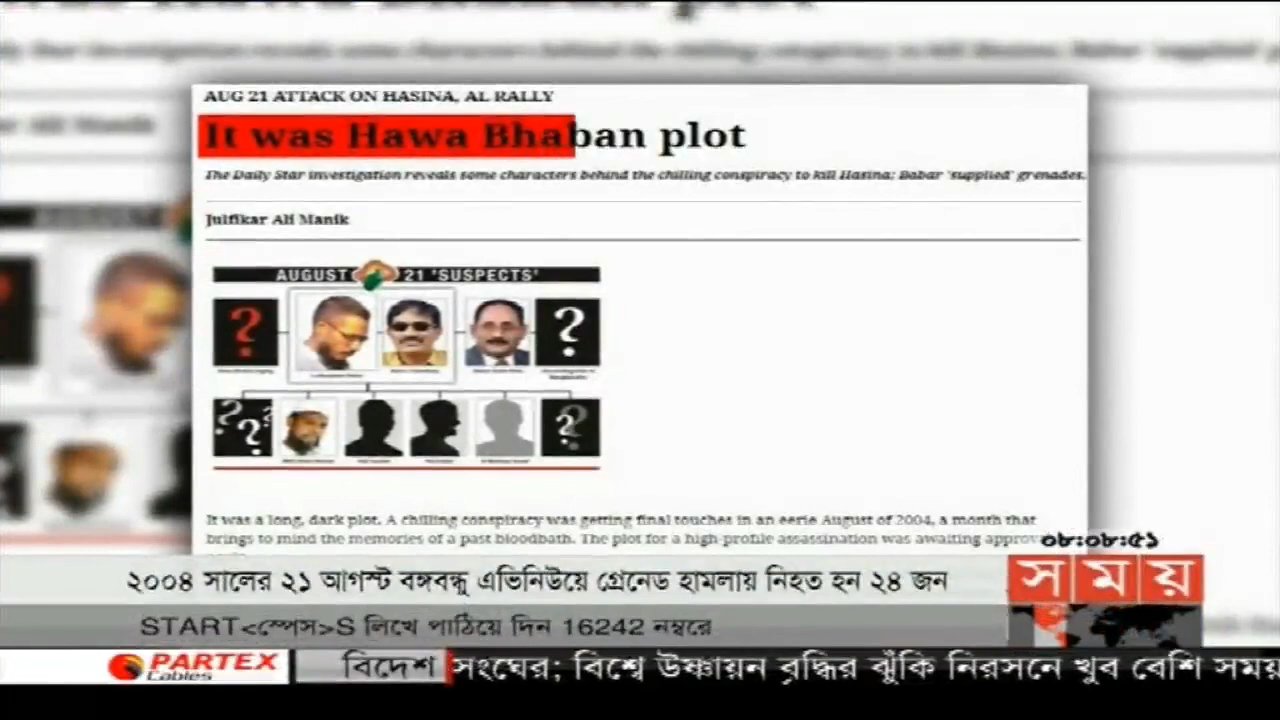 AUG 21 ATTACK ON HASINA, AL RALLY
It was Hawa Bhaban plot
The Daily Star investigation reveals some characters behind the chilling conspiracy to kill Hasina; Babar 'supplied' grenades.
Julfikar Ali Manik
AUGUST 21 'SUSPECTS'
It was a long, dark plot. A chilling conspiracy was getting final touches in an eerie August of 2004, a month that
brings to mind the memories of a past bloodbath. The plot for a high-profile assassination was awaiting
০৮:০৮:৫১
২০০৪ সালের ২১ আগস্ট বঙ্গবন্ধু এভিনিউয়ে গ্রেনেড হামলায় নিহত হন ২৪ জন
সময়
START<স্পেস>S লিখে পাঠিয়ে দিন 16242 নম্বরে
PARTEX
Cables
বিদেশ সংঘের; বিশ্বে উষ্ণায়ন বৃদ্ধির ঝুঁকি নিরসনে খুব বেশি সময়